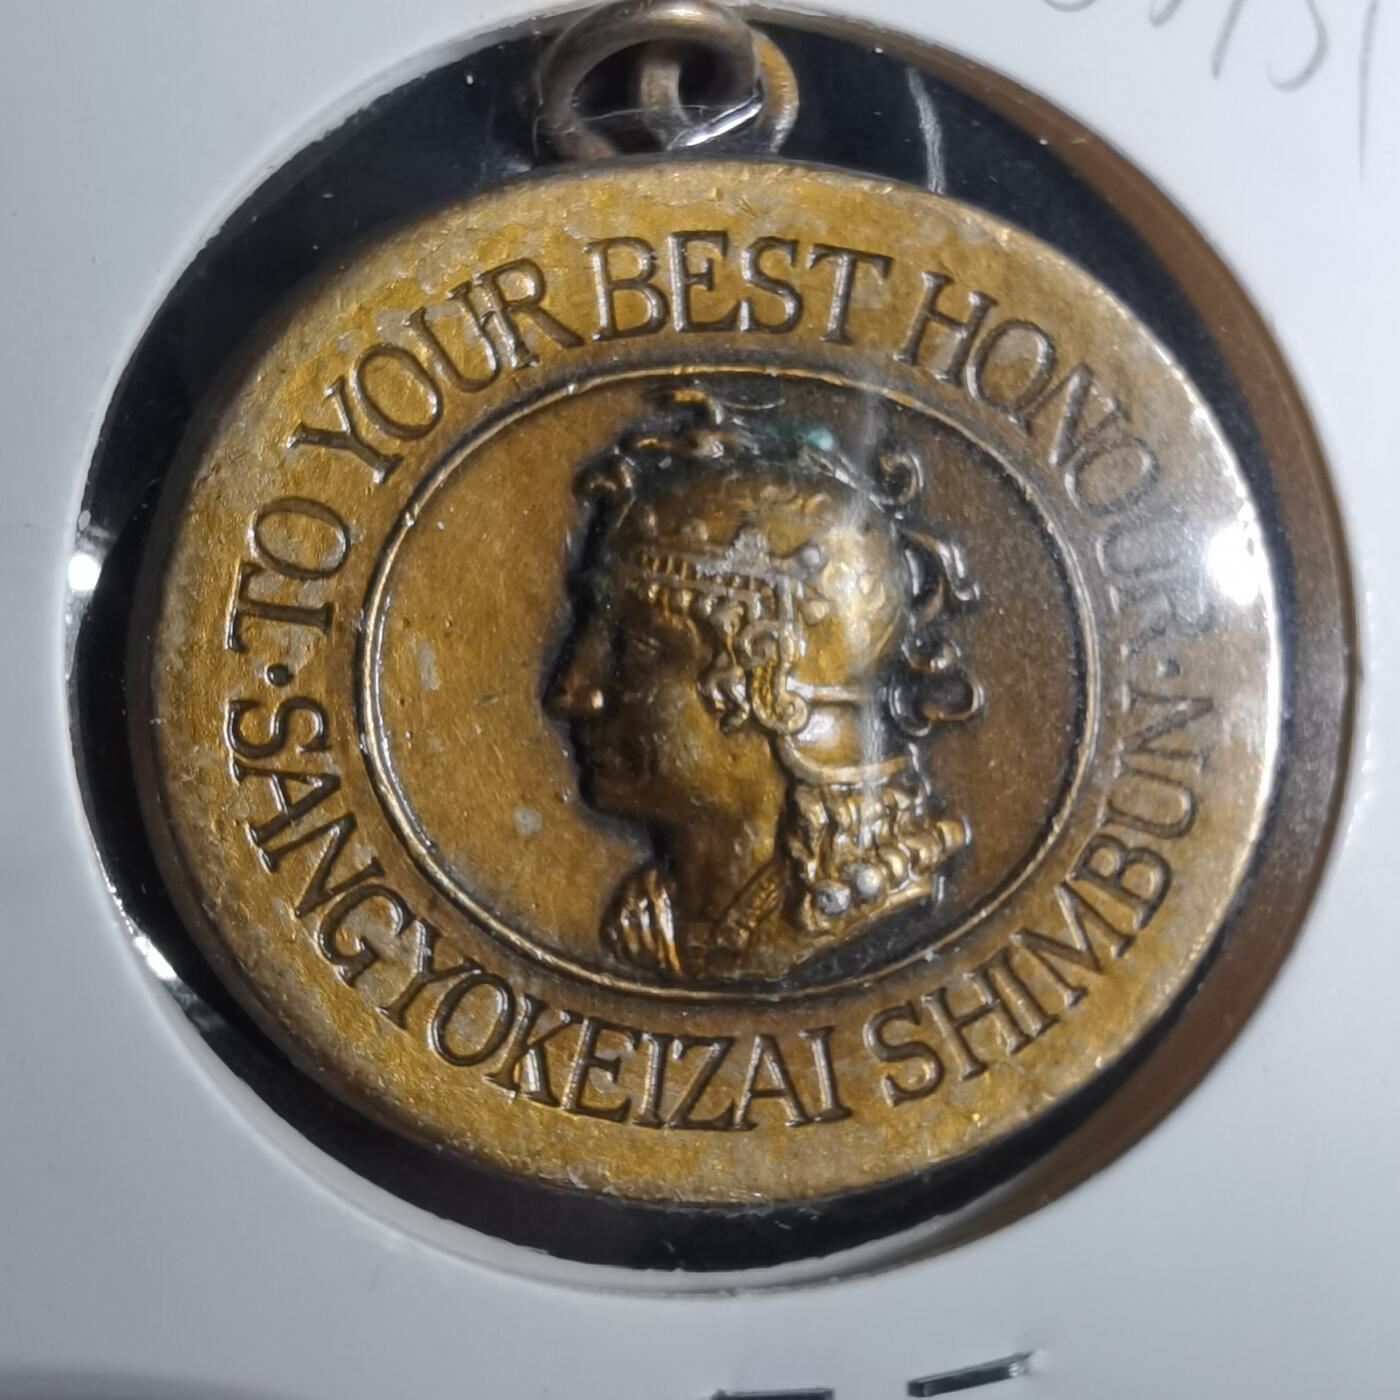 TO YOUR BEST HONOUR
· SANGYOKEIZAI SHIMBUN ·